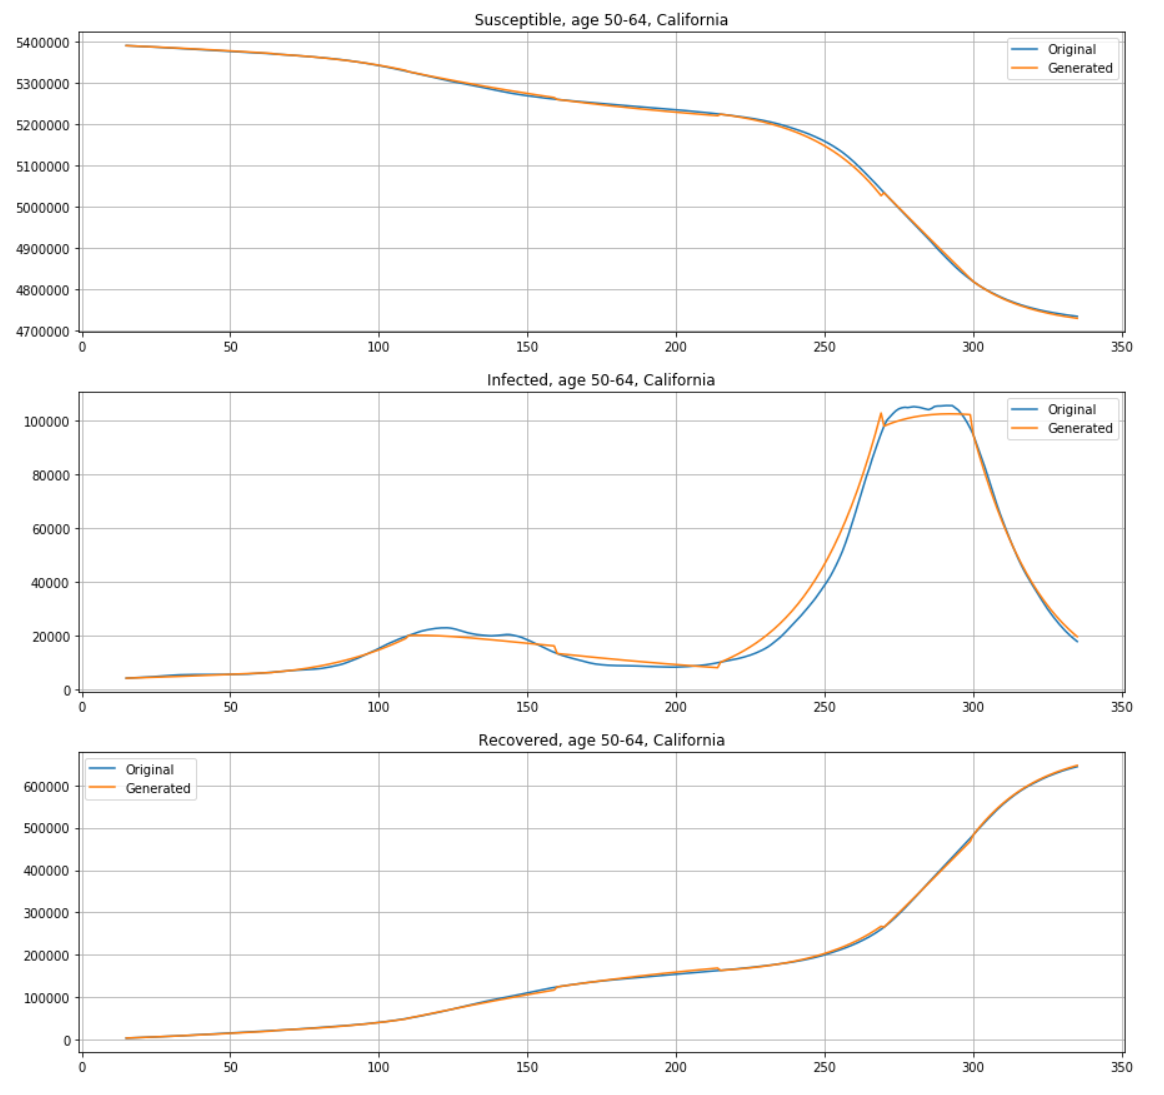 Susceptible, age 50-64, California
5400000
5300000
5200000
5100000
5000000
4900000
4800000
4700000
Original
Generated
0 50 100 150 200 250 300 350
Infected, age 50-64, California
100000
80000
60000
40000
20000
0
Original
Generated
0 50 100 150 200 250 300 350
Recovered, age 50-64, California
Original
Generated
600000
500000
400000
300000
200000
100000
0
0 50 100 150 200 250 300 350